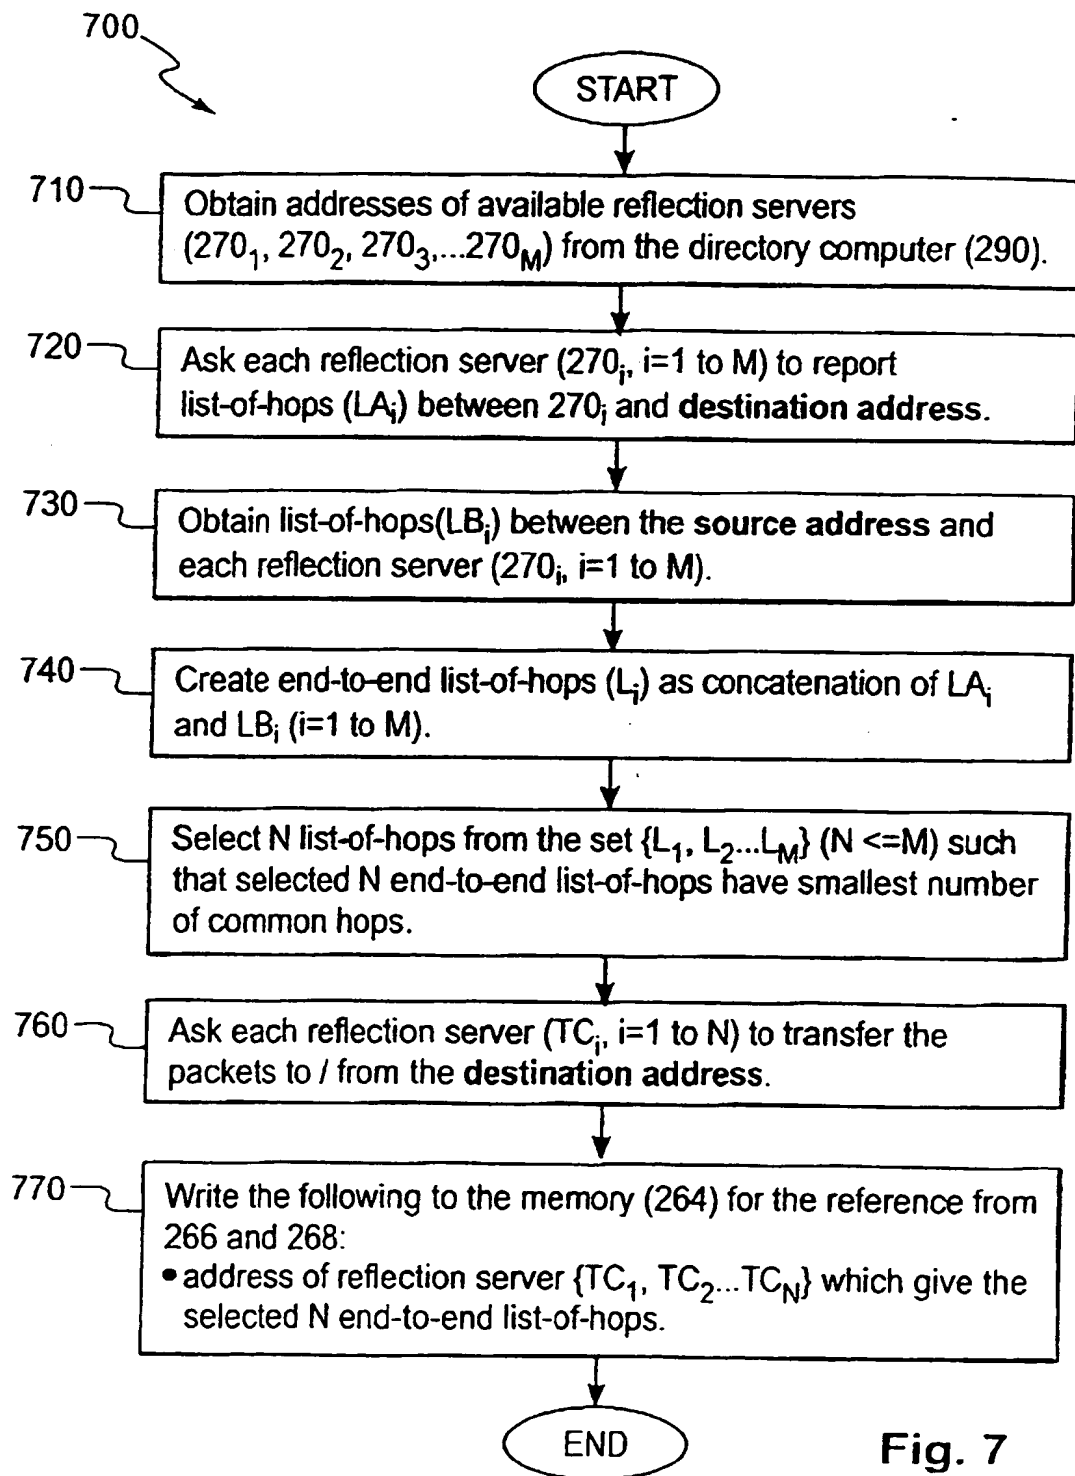 700
START
710
Obtain addresses of available reflection servers
(270₁, 270₂, 270₃,...270_M) from the directory computer (290).
720
Ask each reflection server (270ᵢ, i=1 to M) to report
list-of-hops (LAᵢ) between 270ᵢ and destination address.
730
Obtain list-of-hops(LBᵢ) between the source address and
each reflection server (270ᵢ, i=1 to M).
740
Create end-to-end list-of-hops (Lᵢ) as concatenation of LAᵢ
and LBᵢ (i=1 to M).
750
Select N list-of-hops from the set {L₁, L₂...L_M} (N <=M) such
that selected N end-to-end list-of-hops have smallest number
of common hops.
760
Ask each reflection server (TCᵢ, i=1 to N) to transfer the
packets to / from the destination address.
770
Write the following to the memory (264) for the reference from
266 and 268:
• address of reflection server {TC₁, TC₂...TC_N} which give the
selected N end-to-end list-of-hops.
END
Fig. 7